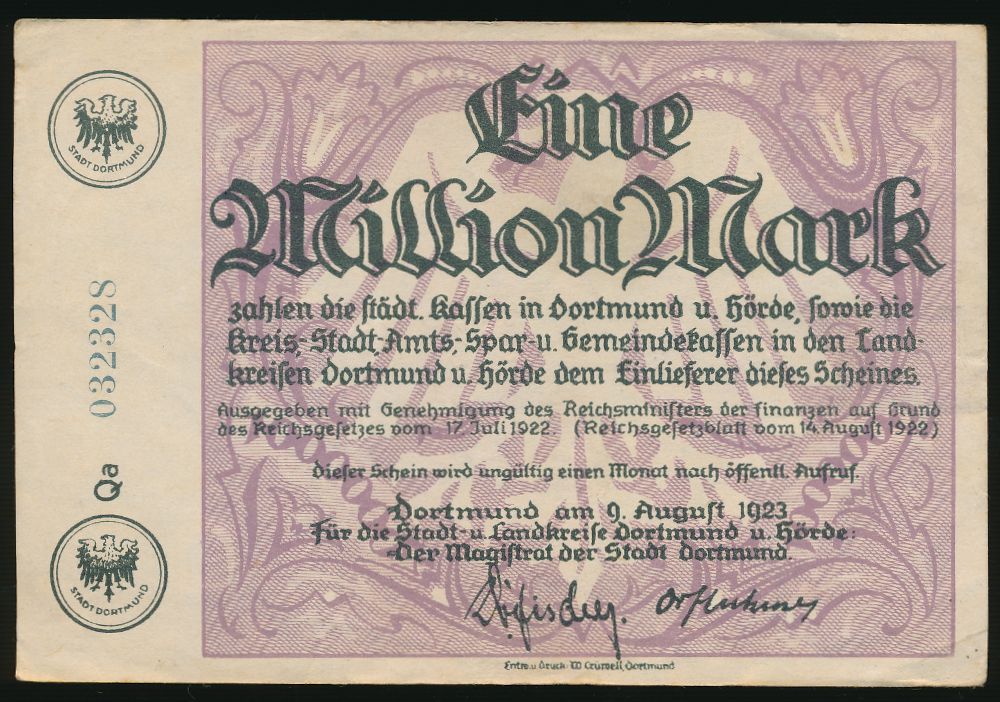 STADT DORTMUND
032328
Qa
STADT DORTMUND
Eine
Million Mark
zahlen die städt. Kassen in Dortmund u. Hörde, sowie die
Kreis-, Stadt-, Amts-, Spar- u. Gemeindekassen in den Land-
kreisen Dortmund u. Hörde dem Einlieferer dieses Scheines.
Ausgegeben mit Genehmigung des Reichsministers der Finanzen auf Grund
des Reichsgesetzes vom 17. Juli 1922. (Reichsgesetzblatt vom 14. August 1922)
Dieser Schein wird ungültig einen Monat nach öffentl. Aufruf.
Dortmund am 9. August 1923
Für die Stadt- u. Landkreise Dortmund u. Hörde:
Der Magistrat der Stadt Dortmund.
Entw. u. Druck: W Crüwell, Dortmund